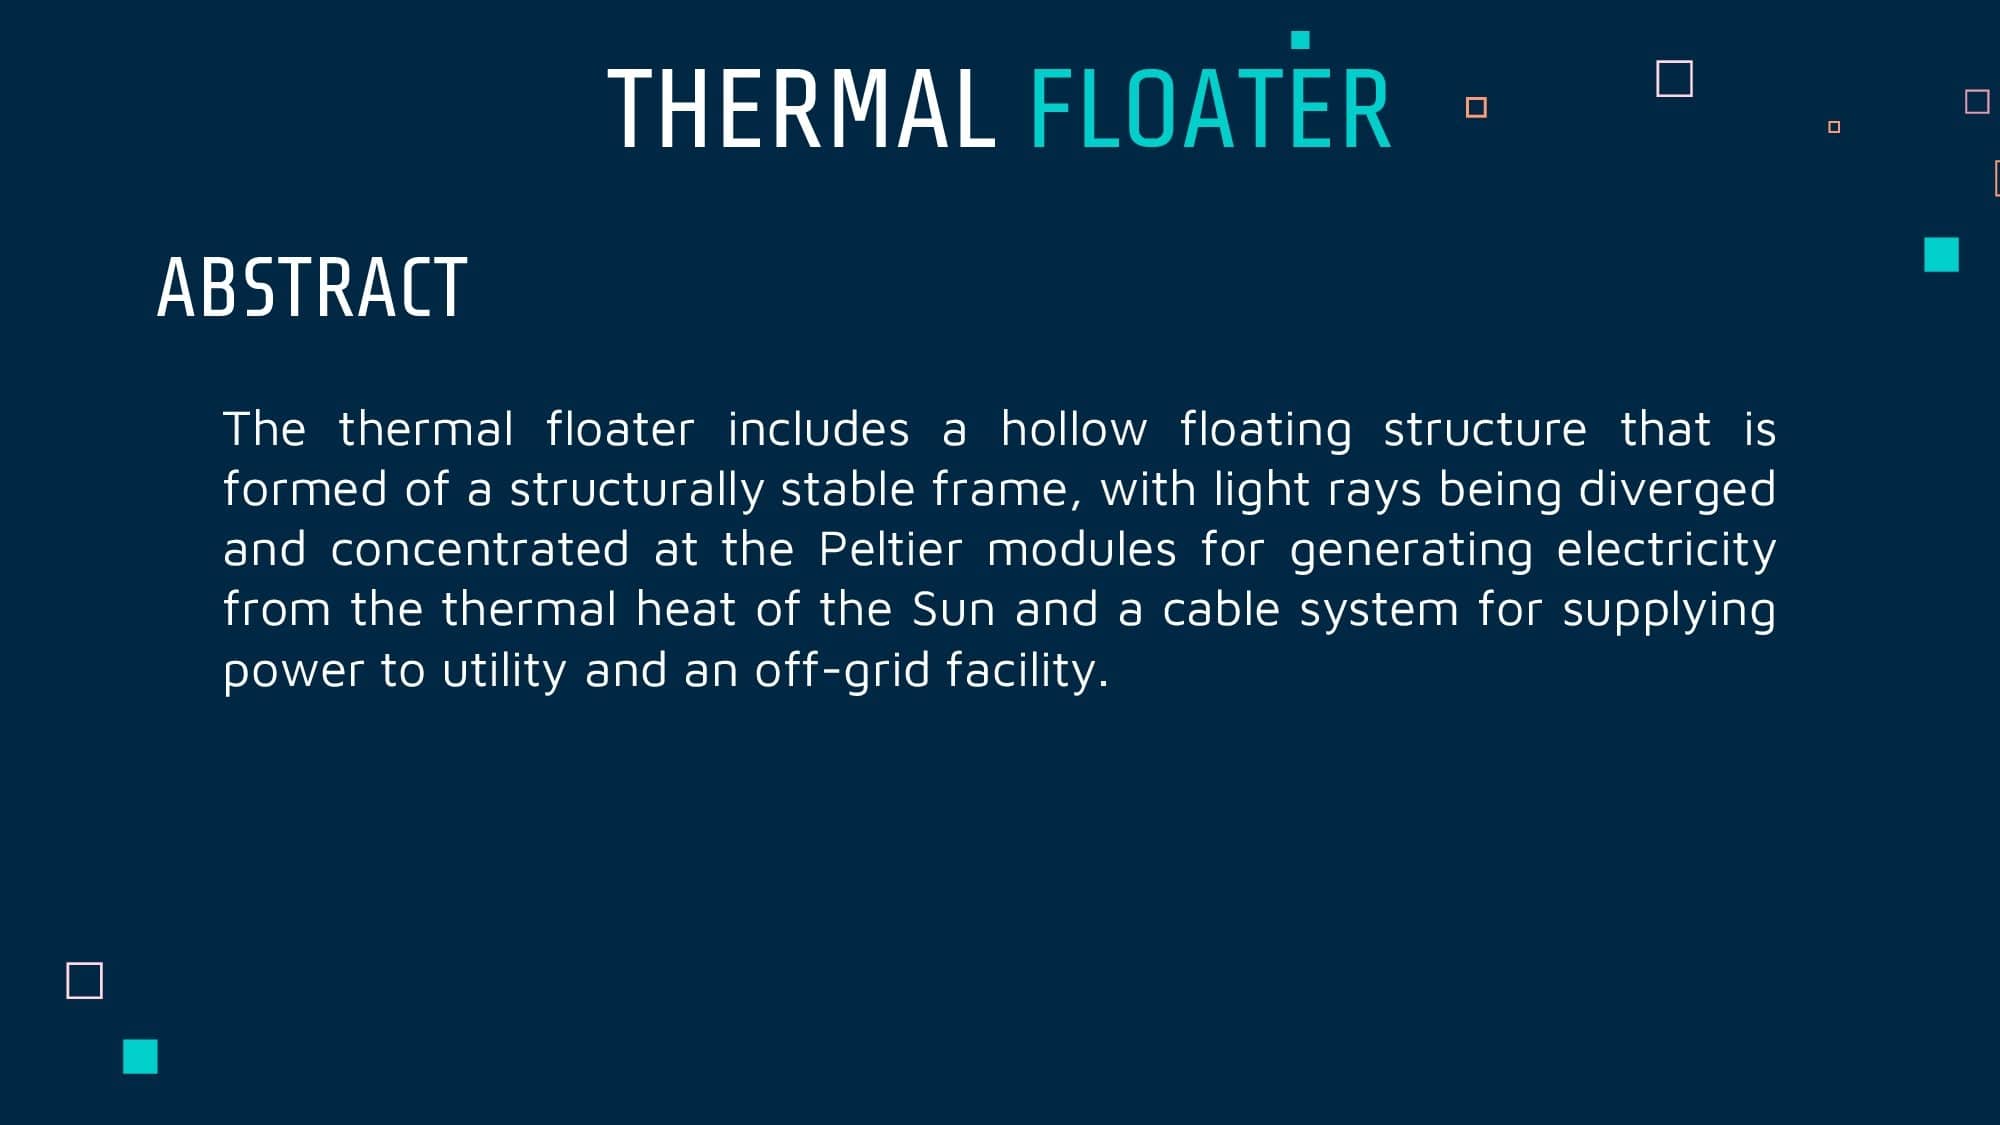 THERMAL FLOATER
ABSTRACT
The thermal floater includes a hollow floating structure that is
formed of a structurally stable frame, with light rays being diverged
and concentrated at the Peltier modules for generating electricity
from the thermal heat of the Sun and a cable system for supplying
power to utility and an off-grid facility.